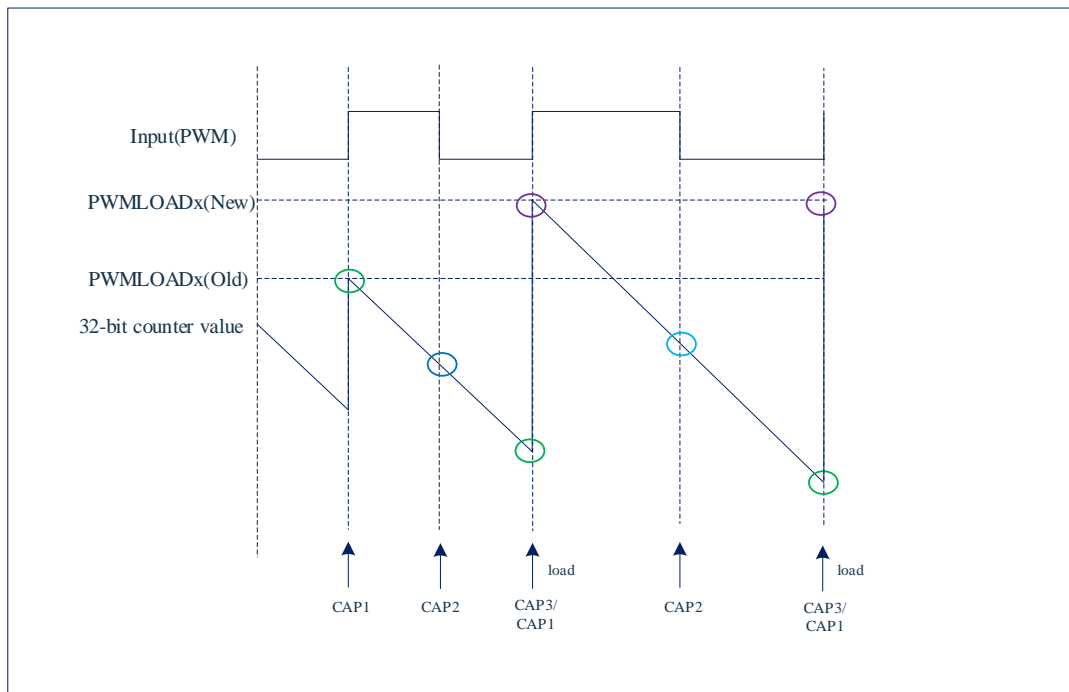 Input(PWM)
PWMLOADx(New)
PWMLOADx(Old)
32-bit counter value
load
load
CAP1
CAP2
CAP3/
CAP1
CAP2
CAP3/
CAP1